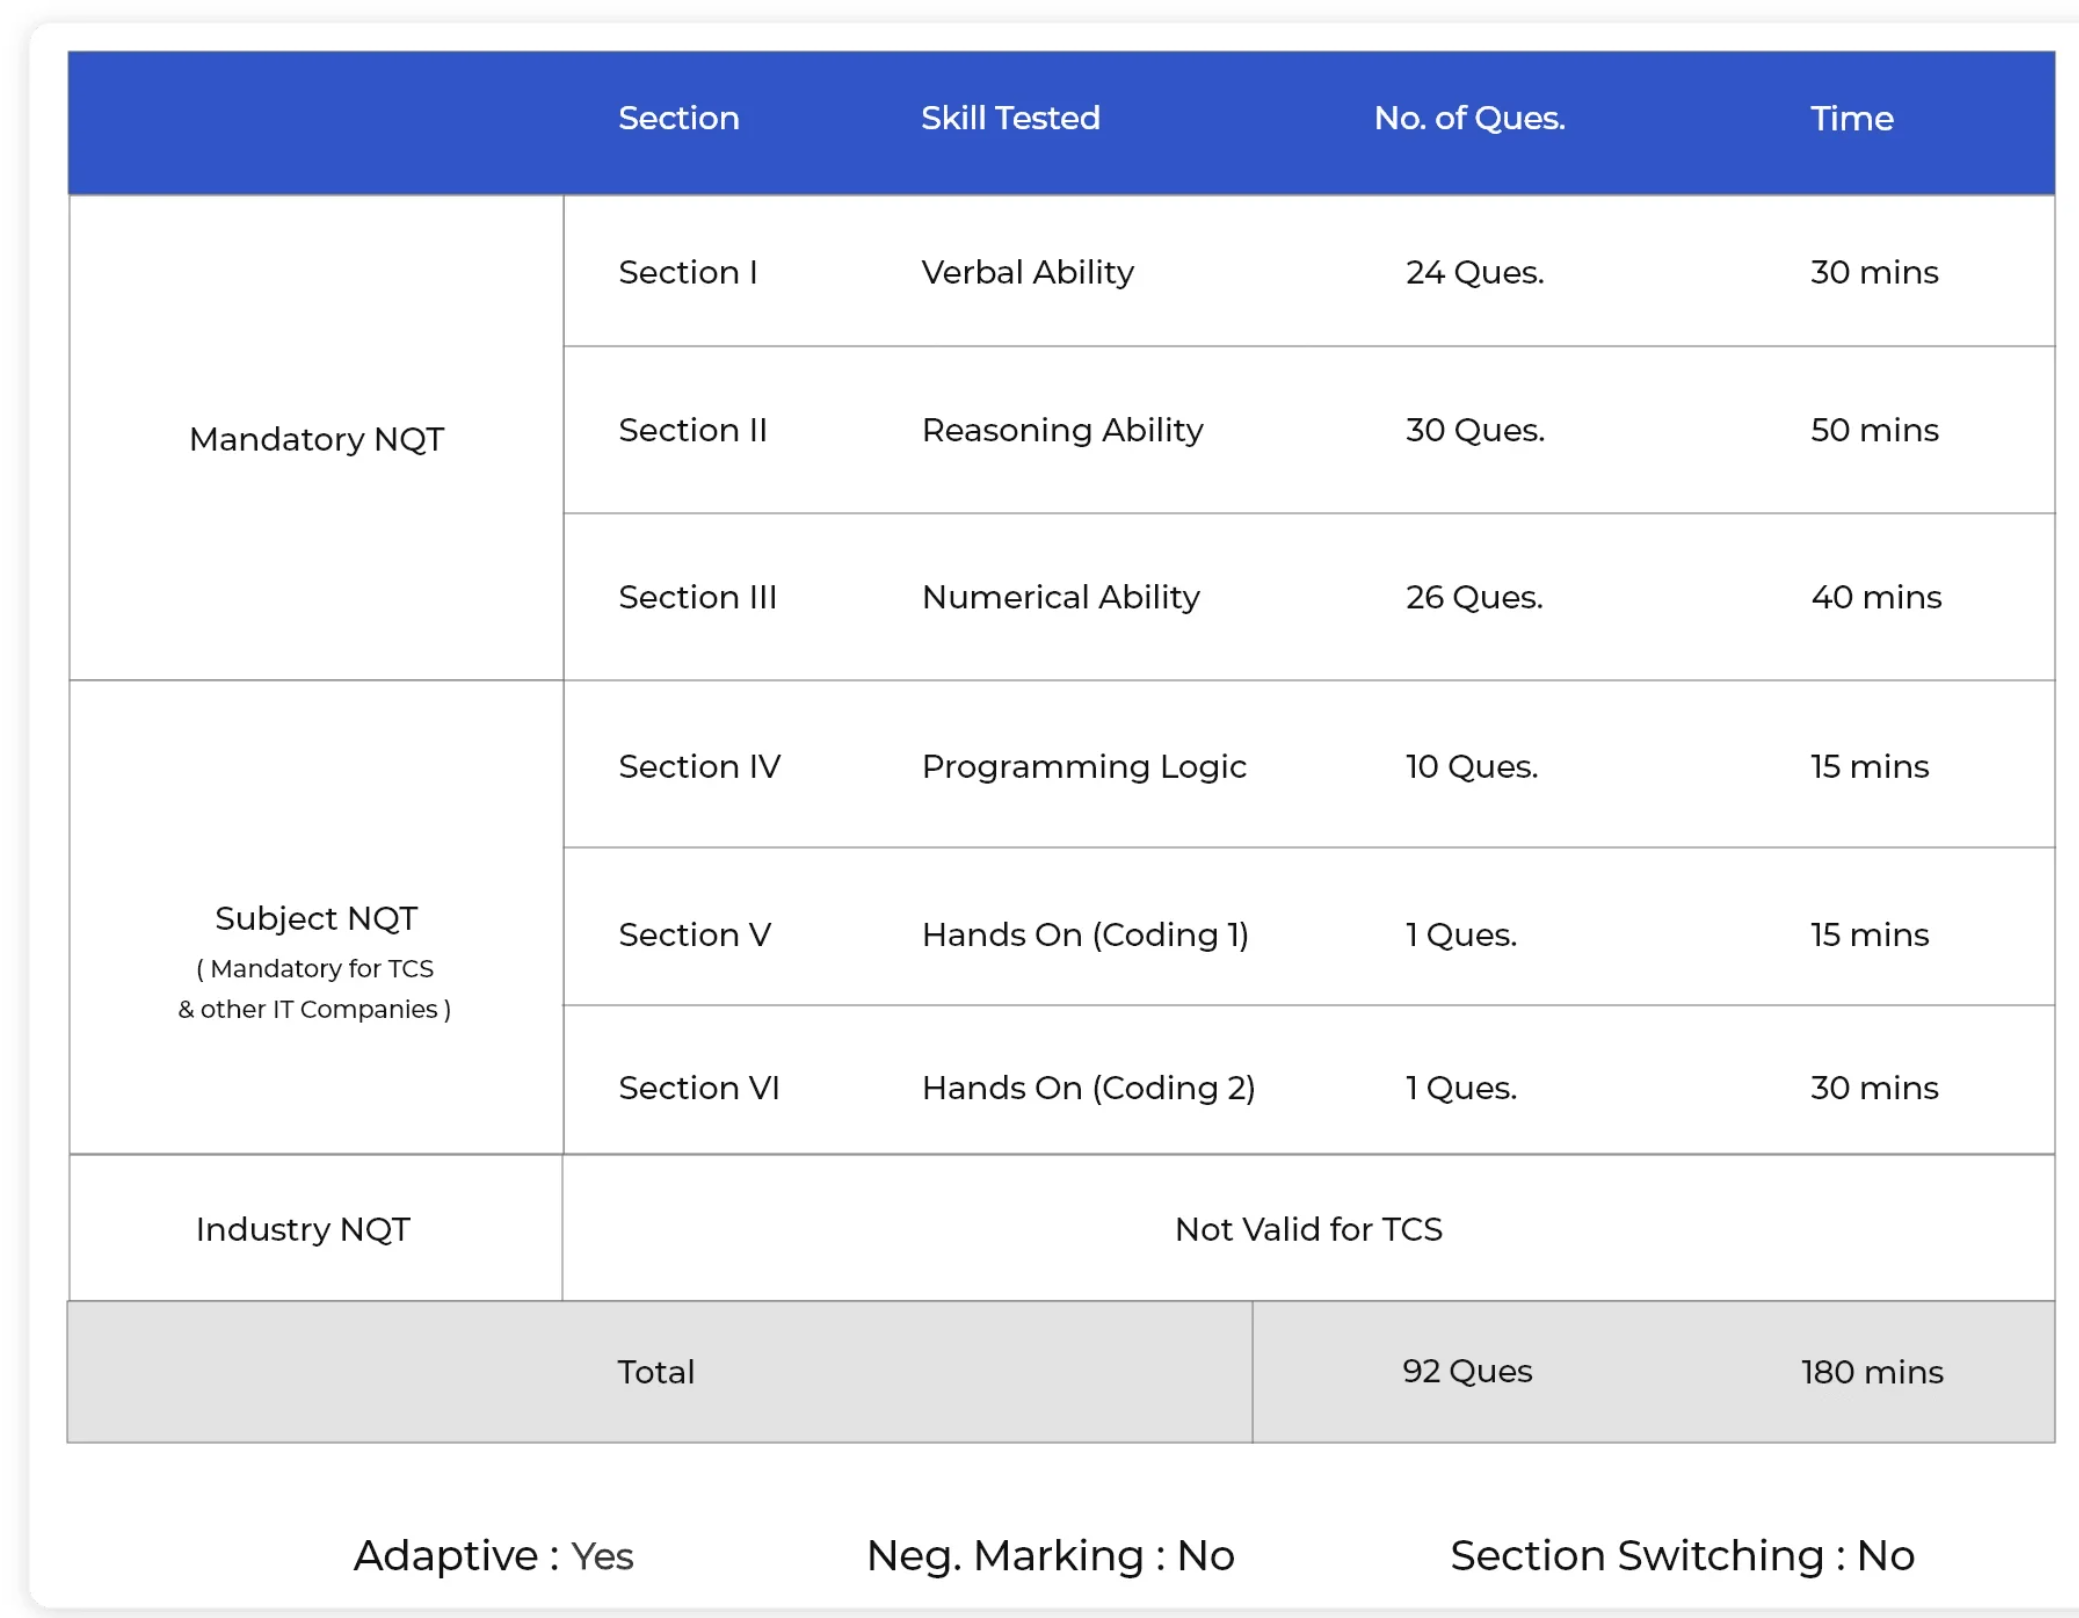 Section Skill Tested No. of Ques. Time
Mandatory NQT
Section I Verbal Ability 24 Ques. 30 mins
Section II Reasoning Ability 30 Ques. 50 mins
Section III Numerical Ability 26 Ques. 40 mins
Subject NQT
( Mandatory for TCS
& other IT Companies )
Section IV Programming Logic 10 Ques. 15 mins
Section V Hands On (Coding 1) 1 Ques. 15 mins
Section VI Hands On (Coding 2) 1 Ques. 30 mins
Industry NQT Not Valid for TCS
Total 92 Ques 180 mins
Adaptive : Yes Neg. Marking : No Section Switching : No